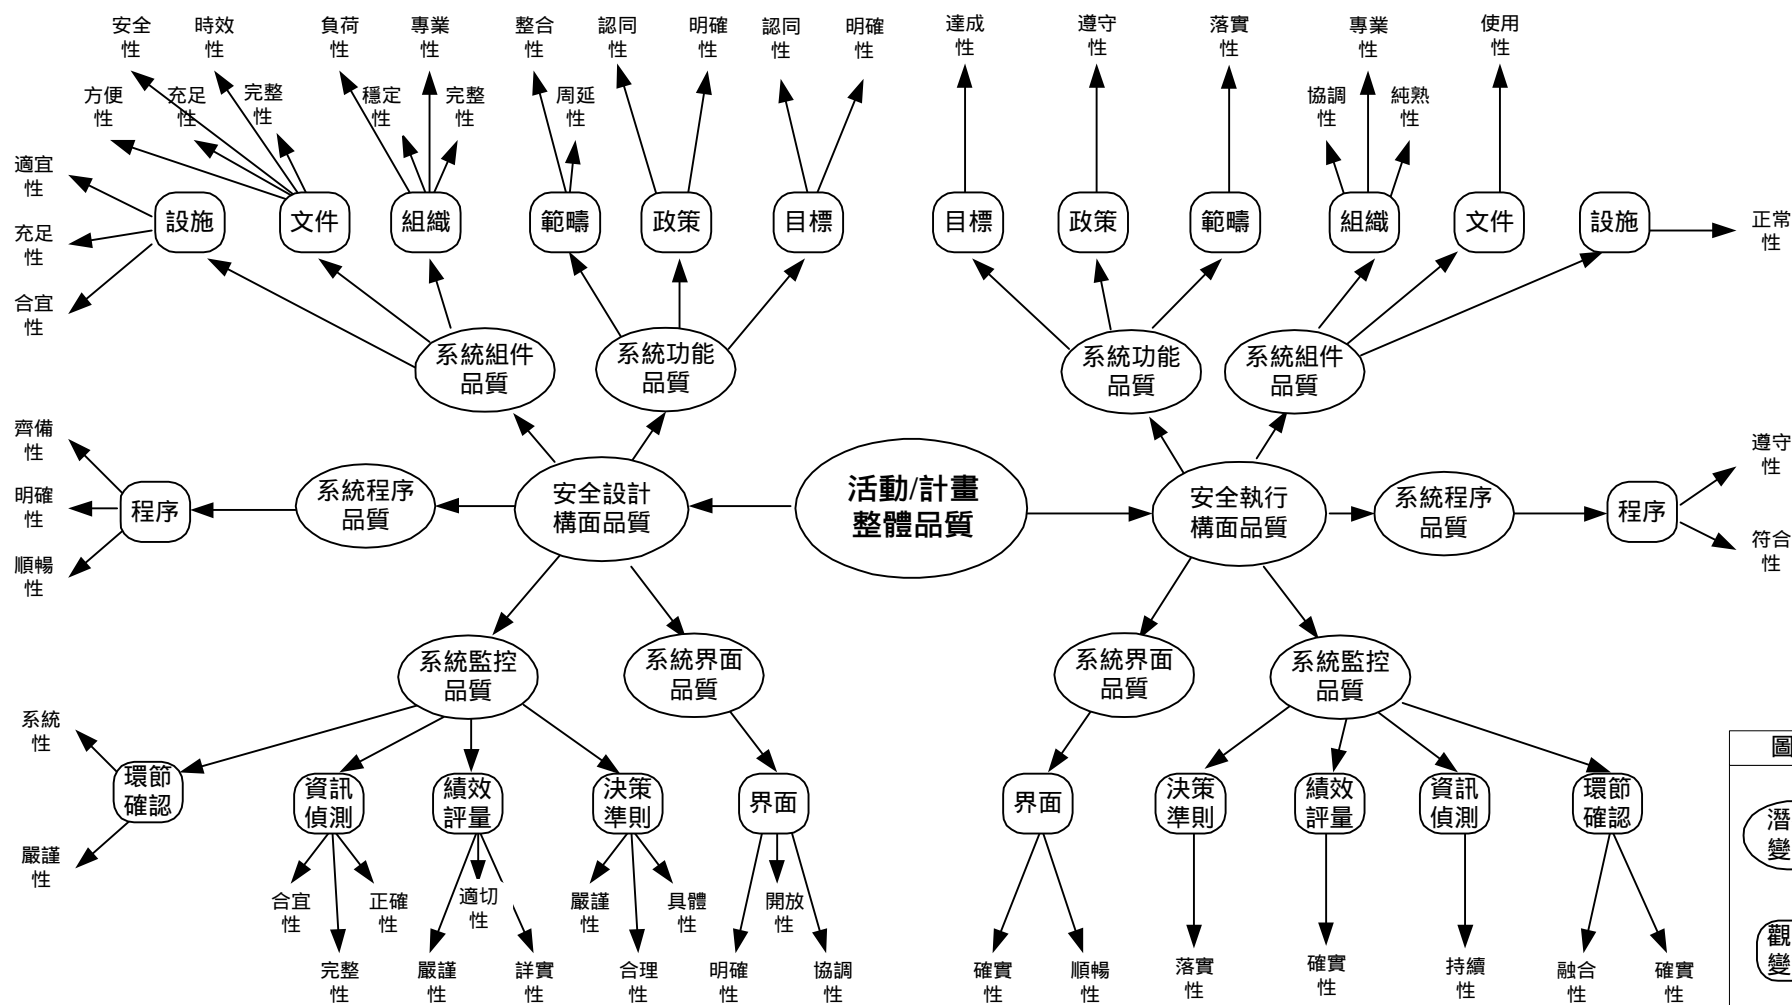 安全
性
時效
性
負荷
性
專業
性
整合
性
認同
性
明確
性
認同
性
明確
性
達成
性
遵守
性
落實
性
專業
性
使用
性
方便
性
充足
性
完整
性
穩定
性
完整
性
周延
性
協調
性
純熟
性
適宜
性
充足
性
合宜
性
設施
文件
組織
範疇
政策
目標
目標
政策
範疇
組織
文件
設施
正常
性
系統組件
品質
系統功能
品質
系統功能
品質
系統組件
品質
齊備
性
明確
性
順暢
性
程序
系統程序
品質
安全設計
構面品質
活動/計畫
整體品質
安全執行
構面品質
系統程序
品質
程序
遵守
性
符合
性
系統監控
品質
系統界面
品質
系統界面
品質
系統監控
品質
系統
性
嚴謹
性
環節
確認
資訊
偵測
績效
評量
決策
準則
界面
界面
決策
準則
績效
評量
資訊
偵測
環節
確認
圖
潛
變
觀
變
合宜
性
正確
性
適切
性
嚴謹
性
具體
性
開放
性
完整
性
嚴謹
性
詳實
性
合理
性
明確
性
協調
性
確實
性
順暢
性
落實
性
確實
性
持續
性
融合
性
確實
性